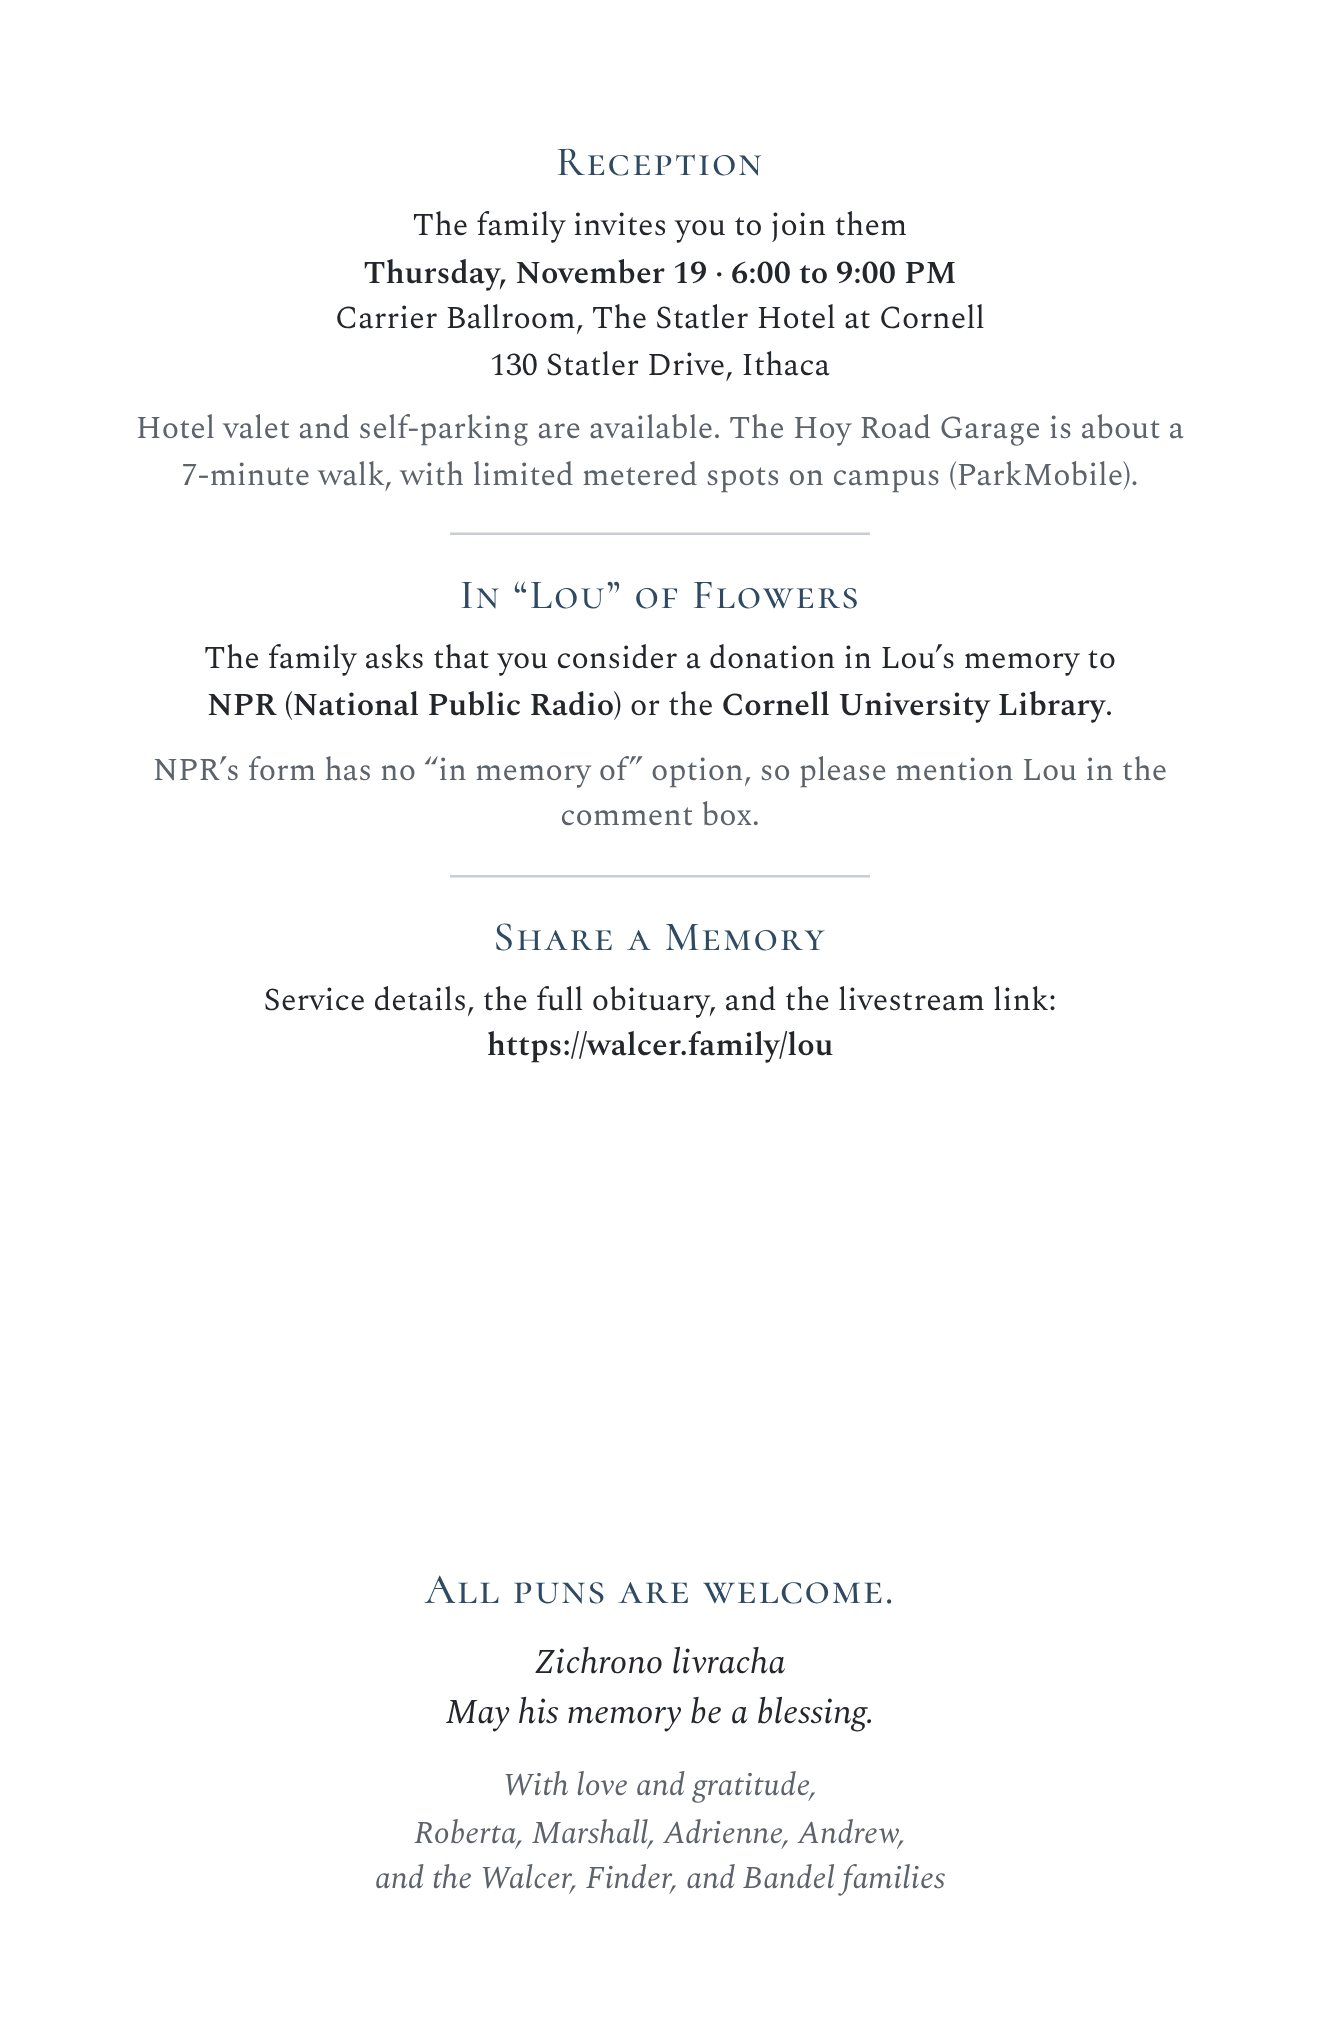 Reception
The family invites you to join them
Thursday, November 19 · 6:00 to 9:00 PM
Carrier Ballroom, The Statler Hotel at Cornell
130 Statler Drive, Ithaca
Hotel valet and self-parking are available. The Hoy Road Garage is about a
7-minute walk, with limited metered spots on campus (ParkMobile).
In “Lou” of Flowers
The family asks that you consider a donation in Lou’s memory to
NPR (National Public Radio) or the Cornell University Library.
NPR’s form has no “in memory of” option, so please mention Lou in the
comment box.
Share a Memory
Service details, the full obituary, and the livestream link:
https://walcer.family/lou
All puns are welcome.
Zichrono livracha
May his memory be a blessing.
With love and gratitude,
Roberta, Marshall, Adrienne, Andrew,
and the Walcer, Finder, and Bandel families